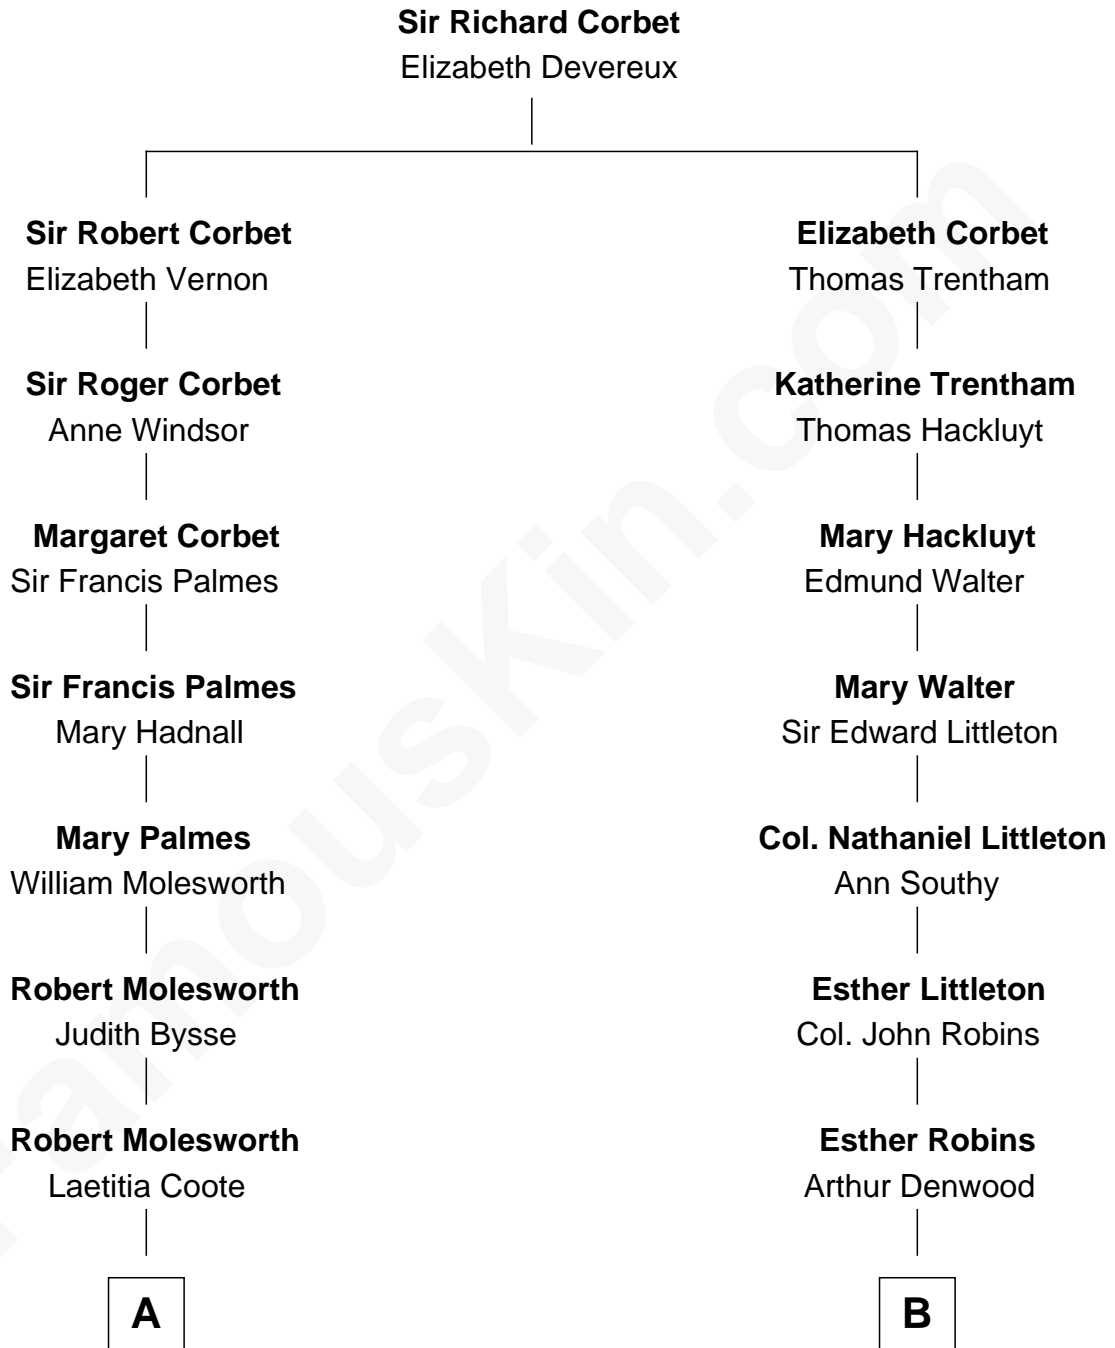 Sir Richard Corbet
Elizabeth Devereux
Sir Robert Corbet
Elizabeth Vernon
Elizabeth Corbet
Thomas Trentham
Sir Roger Corbet
Anne Windsor
Katherine Trentham
Thomas Hackluyt
Margaret Corbet
Sir Francis Palmes
Mary Hackluyt
Edmund Walter
Sir Francis Palmes
Mary Hadnall
Mary Walter
Sir Edward Littleton
Mary Palmes
William Molesworth
Col. Nathaniel Littleton
Ann Southy
Robert Molesworth
Judith Bysse
Esther Littleton
Col. John Robins
Robert Molesworth
Laetitia Coote
Esther Robins
Arthur Denwood
A
B
FamousKin.com